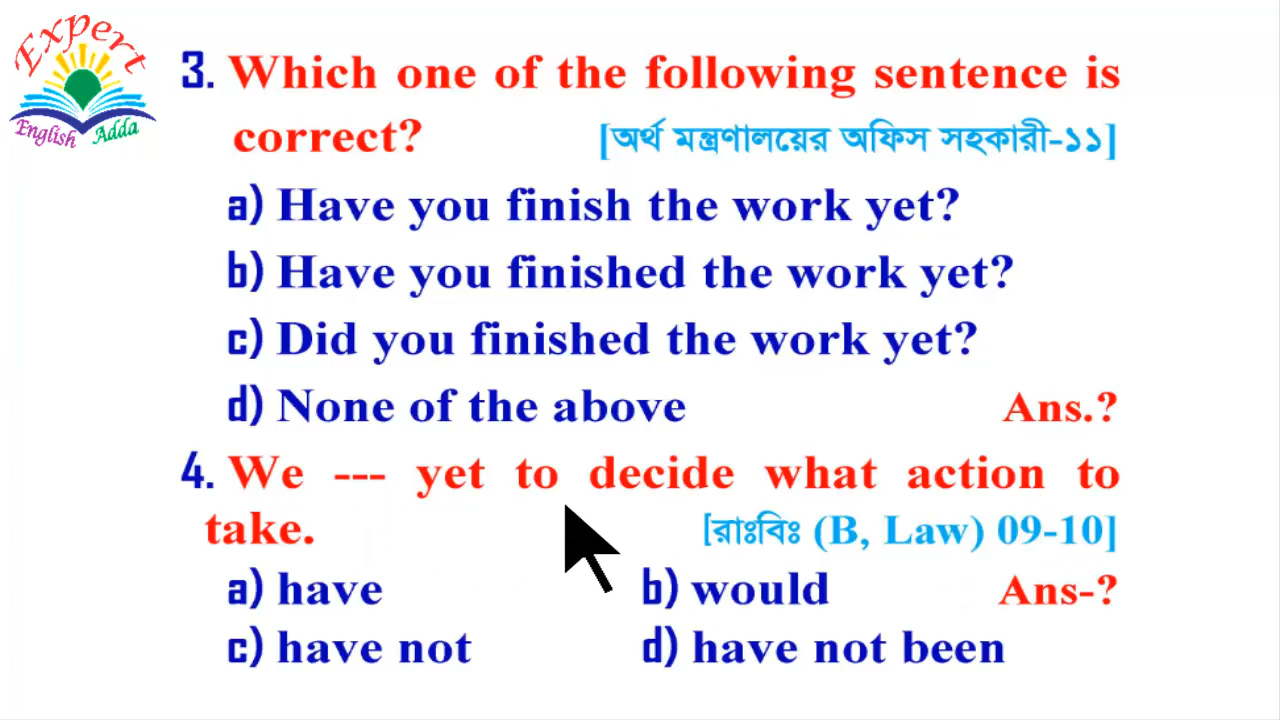 Expert
English Adda
3. Which one of the following sentence is
correct? [অর্থ মন্ত্রণালয়ের অফিস সহকারী-১১]
a) Have you finish the work yet?
b) Have you finished the work yet?
c) Did you finished the work yet?
d) None of the above Ans.?
4. We --- yet to decide what action to
take. [রাঃবিঃ (B, Law) 09-10]
a) have b) would Ans-?
c) have not d) have not been